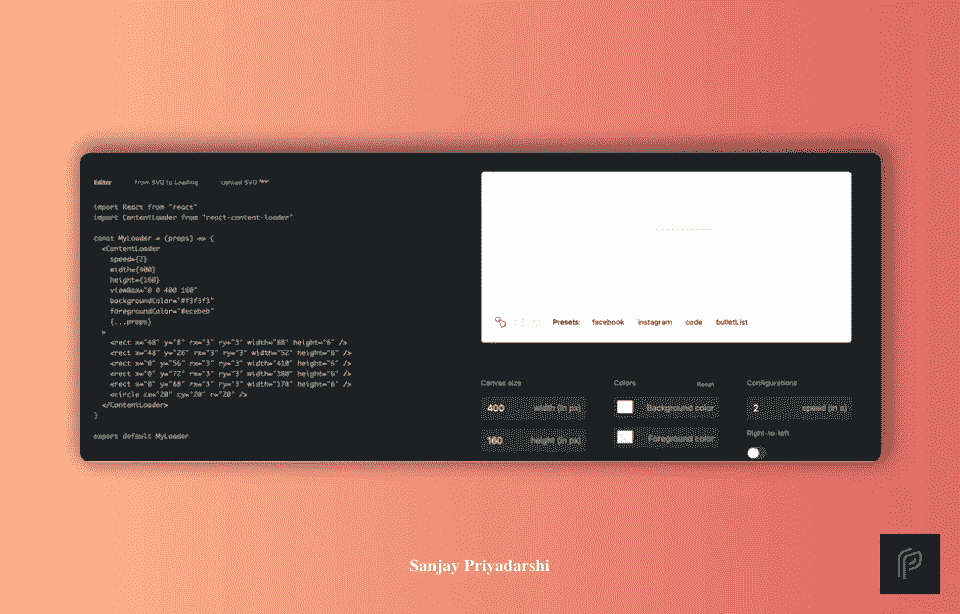 Editor From SVG to Loading Upload SVG New
import React from "react"
import ContentLoader from "react-content-loader"
const MyLoader = (props) => (
<ContentLoader
speed={2}
width={400}
height={160}
viewBox="0 0 400 160"
backgroundColor="#f3f3f3"
foregroundColor="#ecebeb"
{...props}
>
<rect x="48" y="8" rx="3" ry="3" width="88" height="6" />
<rect x="48" y="26" rx="3" ry="3" width="52" height="6" />
<rect x="0" y="56" rx="3" ry="3" width="410" height="6" />
<rect x="0" y="72" rx="3" ry="3" width="380" height="6" />
<rect x="0" y="88" rx="3" ry="3" width="178" height="6" />
<circle cx="20" cy="20" r="20" />
</ContentLoader>
)
export default MyLoader
Presets: facebook instagram code bulletList
Canvas size Colors Reset Configurations
400 width (in px) Background color 2 speed (in s)
160 height (in px) Foreground color Right-to-left
Sanjay Priyadarshi